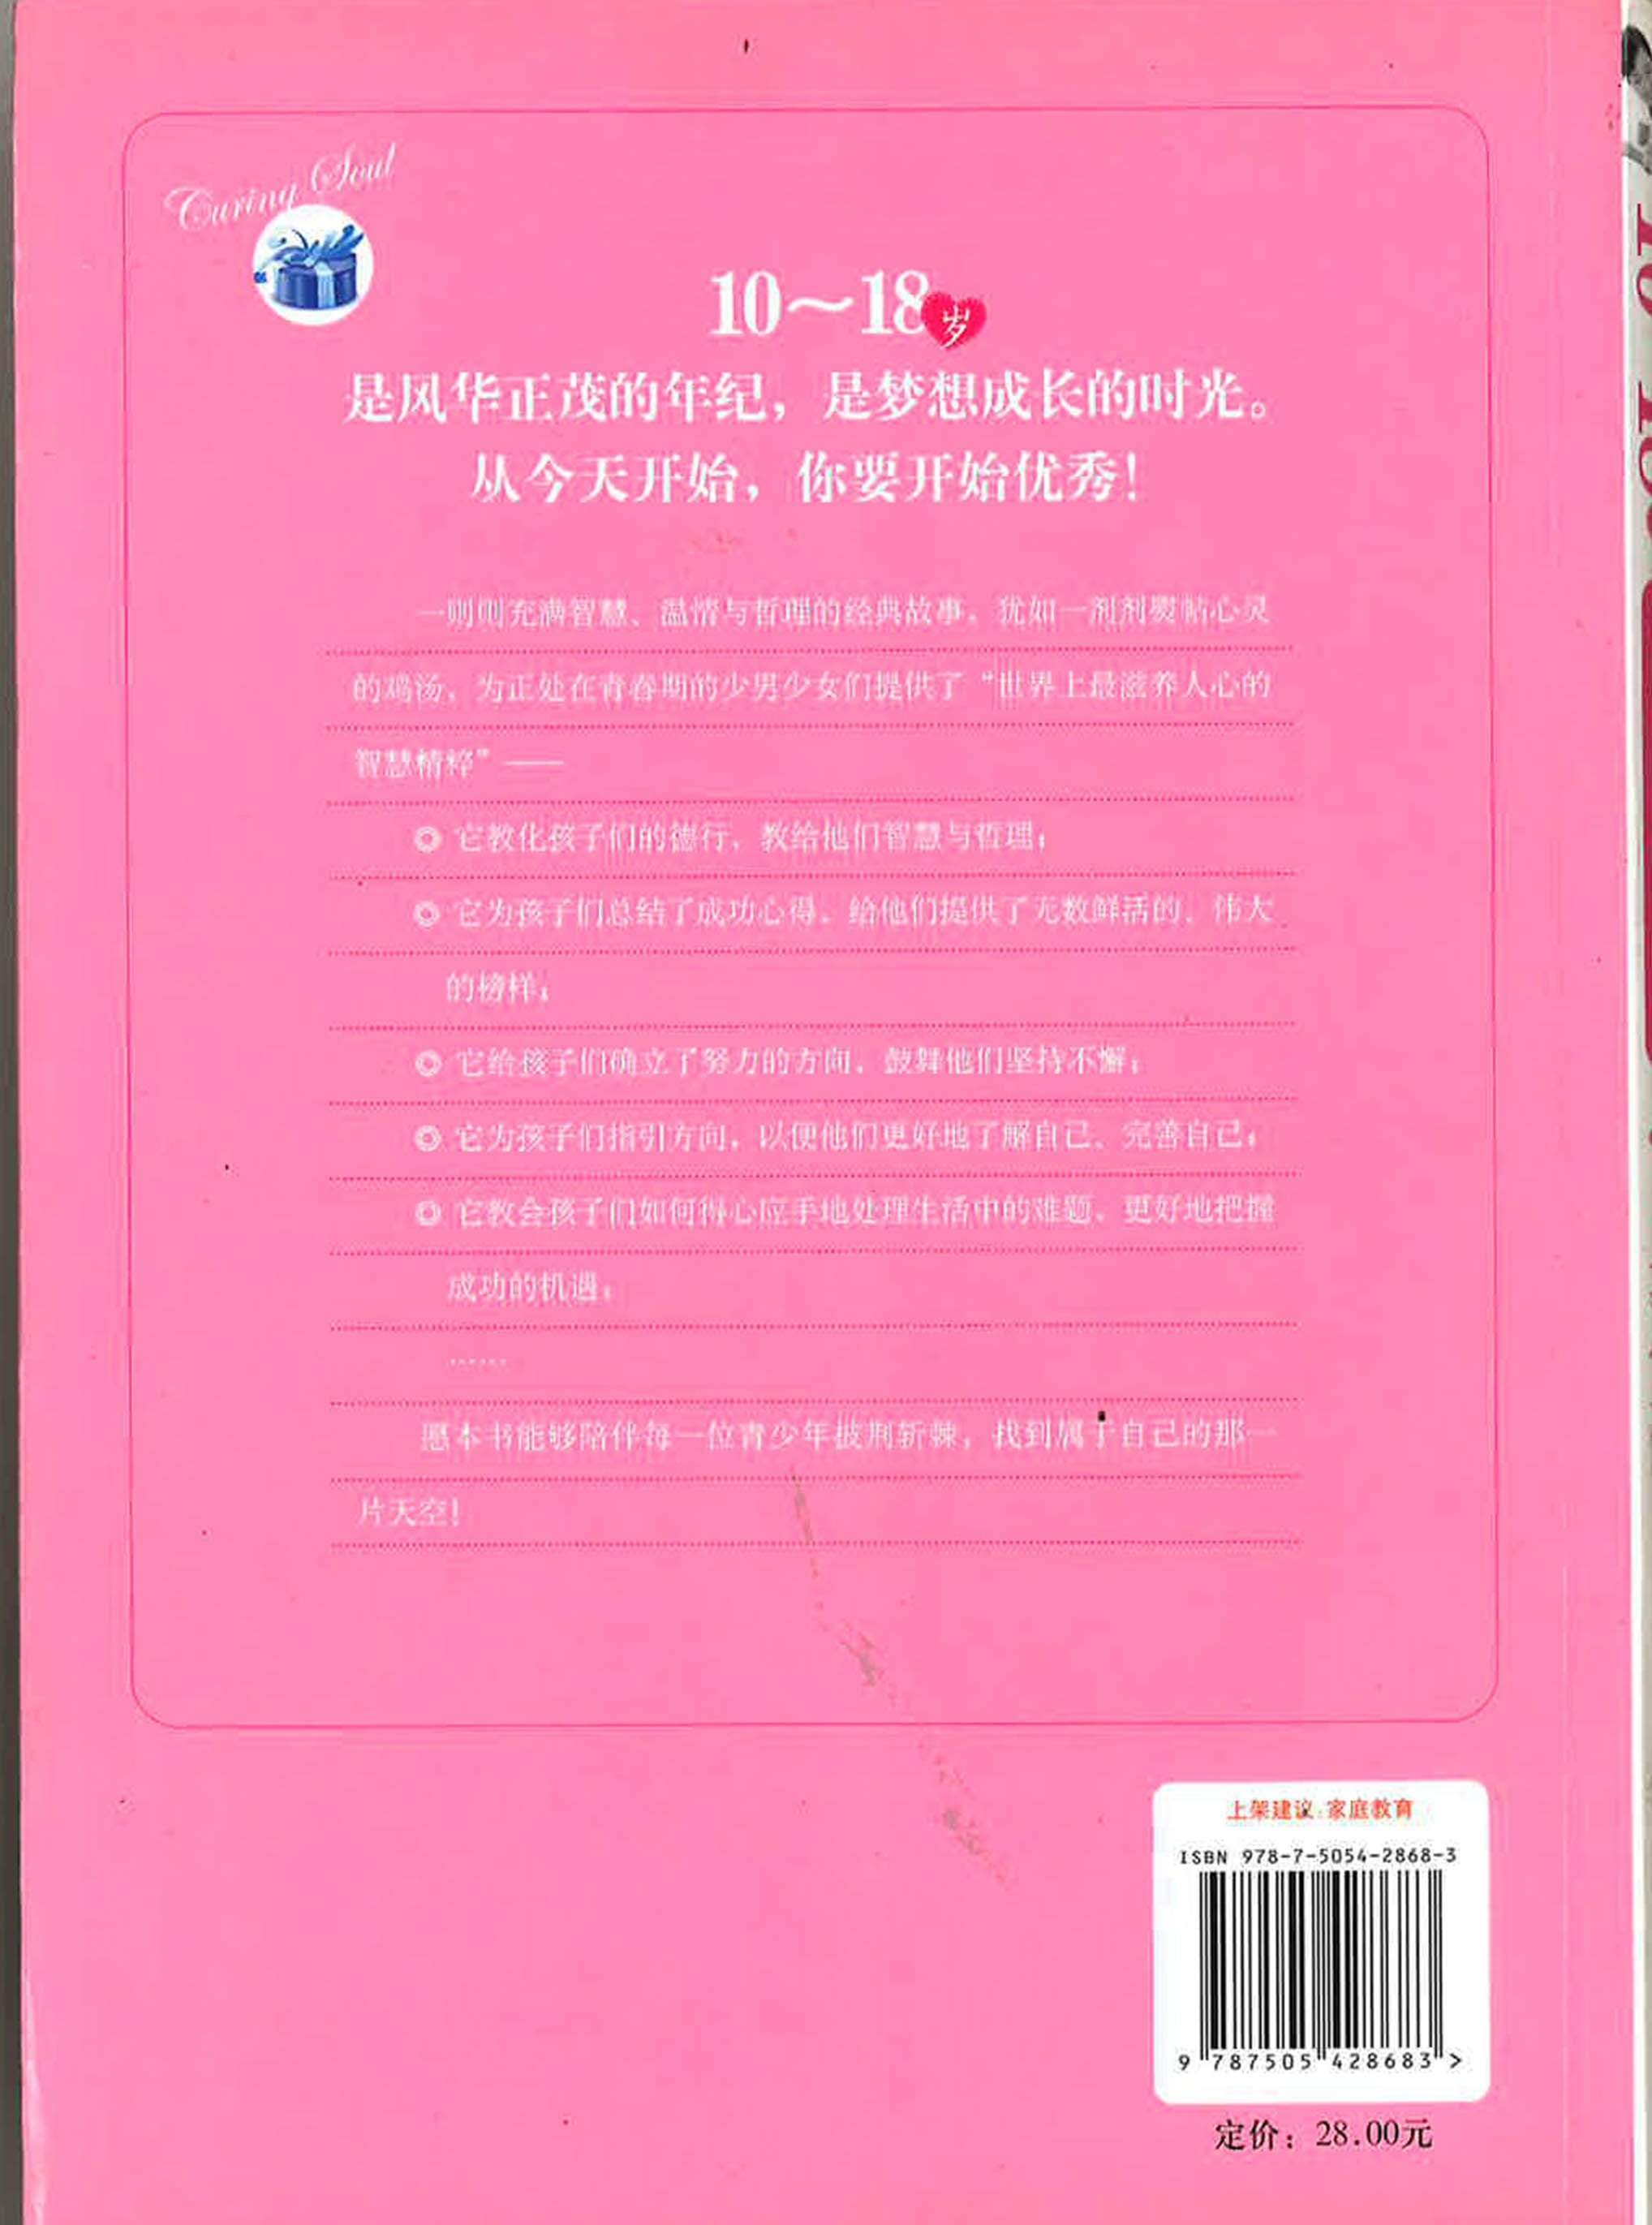 Curing Soul
10～18岁
是风华正茂的年纪，是梦想成长的时光。
从今天开始，你要开始优秀！
一则则充满智慧、温情与哲理的经典故事，犹如一剂剂熨帖心灵
的鸡汤，为正处在青春期的少男少女们提供了“世界上最滋养人心的
智慧精粹”——
◎ 它教化孩子们的德行，教给他们智慧与哲理；
◎ 它为孩子们总结了成功心得，给他们提供了无数鲜活的、伟大
的榜样；
◎ 它给孩子们确立了努力的方向，鼓舞他们坚持不懈；
◎ 它为孩子们指引方向，以便他们更好地了解自己、完善自己；
◎ 它教会孩子们如何得心应手地处理生活中的难题，更好地把握
成功的机遇；
……
愿本书能够陪伴每一位青少年披荆斩棘，找到属于自己的那一
片天空！
上架建议：家庭教育
ISBN 978-7-5054-2868-3
9 787505 428683 >
定价：28.00元